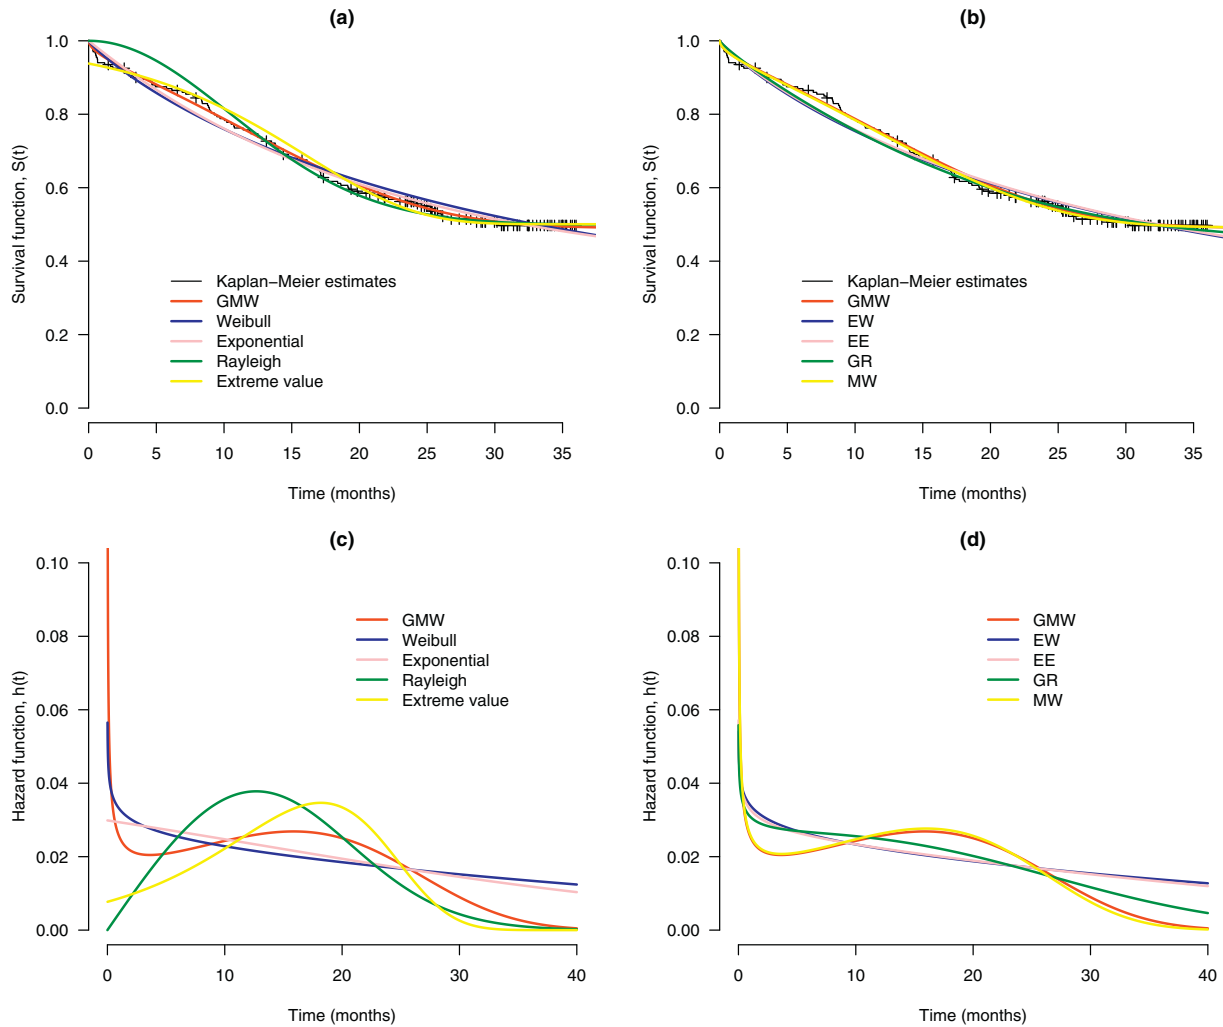 (a)
Survival function, S(t)
1.0
0.8
0.6
0.4
0.2
0.0
Kaplan−Meier estimates
GMW
Weibull
Exponential
Rayleigh
Extreme value
0 5 10 15 20 25 30 35
Time (months)
(b)
Survival function, S(t)
1.0
0.8
0.6
0.4
0.2
0.0
Kaplan−Meier estimates
GMW
EW
EE
GR
MW
0 5 10 15 20 25 30 35
Time (months)
(c)
Hazard function, h(t)
0.10
0.08
0.06
0.04
0.02
0.00
GMW
Weibull
Exponential
Rayleigh
Extreme value
0 10 20 30 40
Time (months)
(d)
Hazard function, h(t)
0.10
0.08
0.06
0.04
0.02
0.00
GMW
EW
EE
GR
MW
0 10 20 30 40
Time (months)